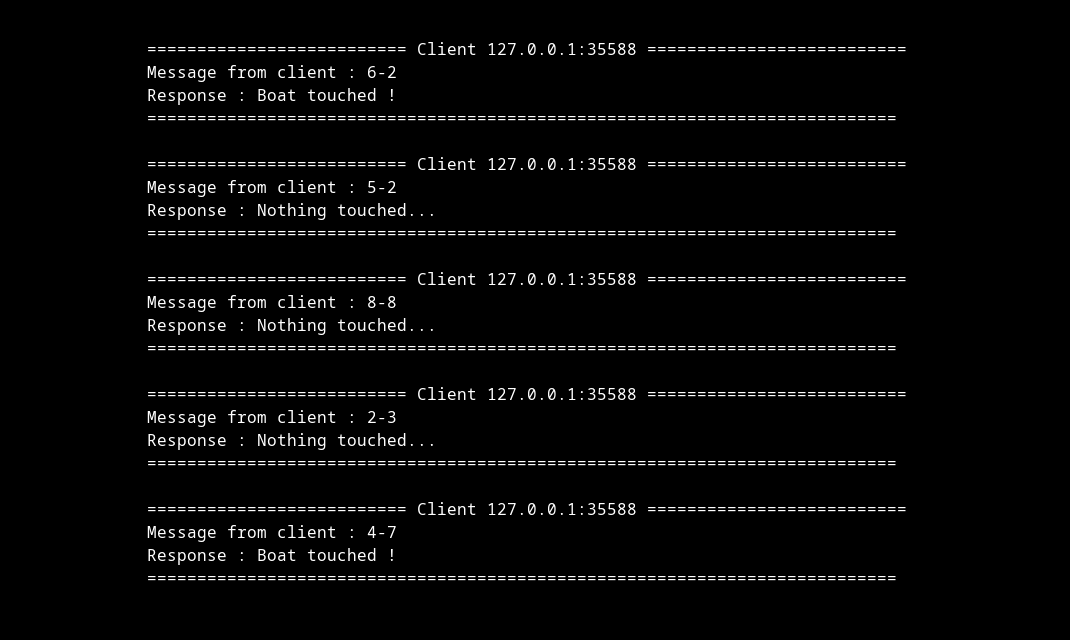 ========================== Client 127.0.0.1:35588 ==========================
Message from client : 6-2
Response : Boat touched !
===========================================================================
========================== Client 127.0.0.1:35588 ==========================
Message from client : 5-2
Response : Nothing touched...
===========================================================================
========================== Client 127.0.0.1:35588 ==========================
Message from client : 8-8
Response : Nothing touched...
===========================================================================
========================== Client 127.0.0.1:35588 ==========================
Message from client : 2-3
Response : Nothing touched...
===========================================================================
========================== Client 127.0.0.1:35588 ==========================
Message from client : 4-7
Response : Boat touched !
===========================================================================